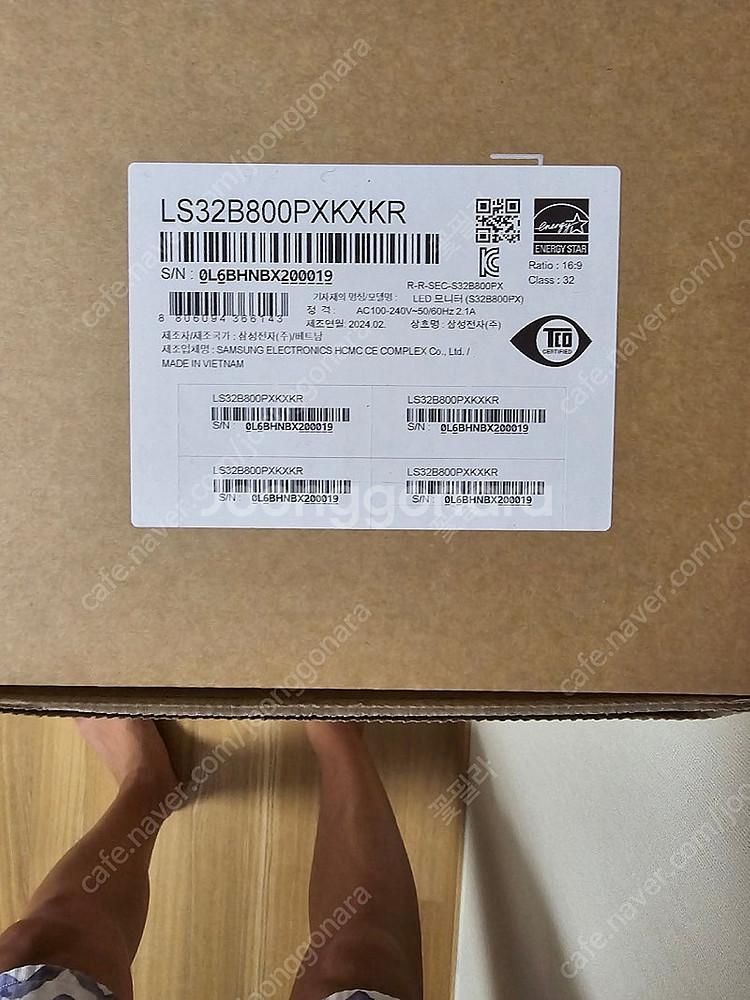 LS32B800PXKXKR
S/N : 0L6BHNBX200019
energy
ENERGY STAR
Ratio : 16:9
Class : 32
R-R-SEC-S32B800PX
기자재의 명칭/모델명 : LED 모니터 (S32B800PX)
정 격 : AC100-240V~50/60Hz 2.1A
제조연월: 2024.02. 상호명 : 삼성전자(주)
8 806094 366143
제조자/제조국가 : 삼성전자(주)/베트남
제조업체명 : SAMSUNG ELECTRONICS HCMC CE COMPLEX Co., Ltd. /
MADE IN VIETNAM
TCO
CERTIFIED
LS32B800PXKXKR
S/N : 0L6BHNBX200019
LS32B800PXKXKR
S/N : 0L6BHNBX200019
LS32B800PXKXKR
S/N : 0L6BHNBX200019
LS32B800PXKXKR
S/N : 0L6BHNBX200019
joonggonara
cafe.naver.com/joonggonara